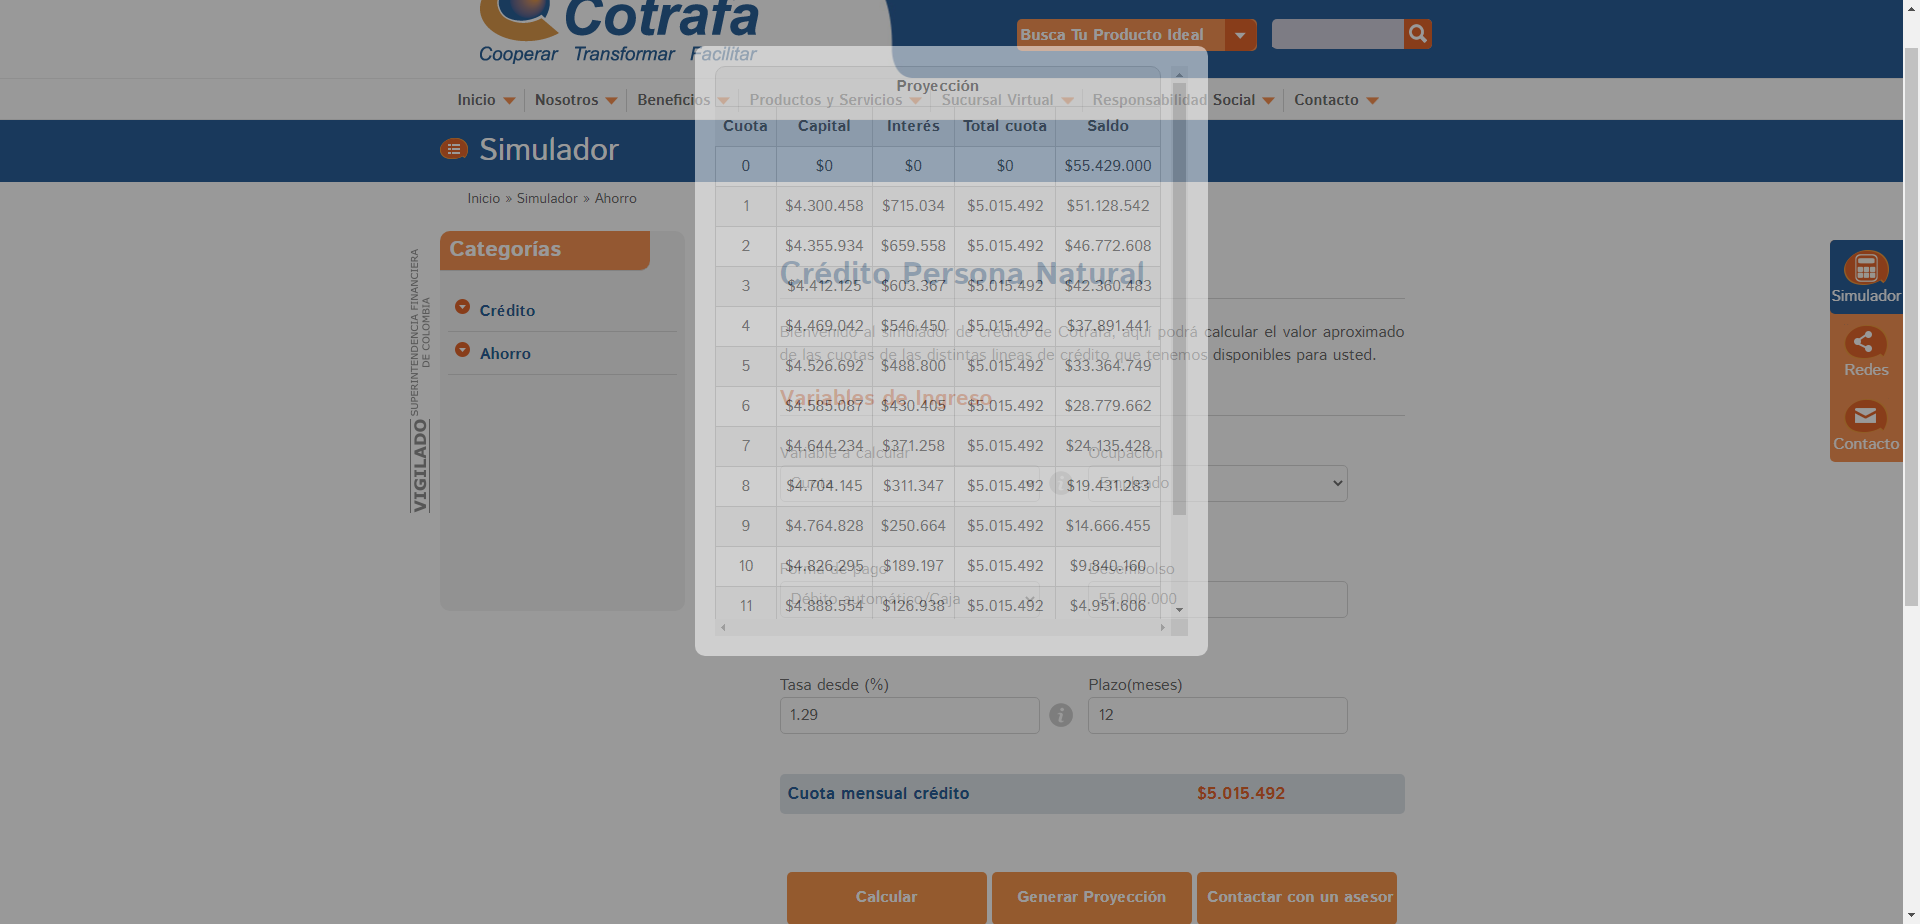 Cotrafa
Cooperar Transformar Facilitar
Busca Tu Producto Ideal
Inicio Nosotros Beneficios Productos y Servicios Sucursal Virtual Responsabilidad Social Contacto
Simulador
Inicio » Simulador » Ahorro
Categorías
Crédito
Ahorro
VIGILADO SUPERINTENDENCIA FINANCIERA
DE COLOMBIA
Proyección
Cuota Capital Interés Total cuota Saldo
0 $0 $0 $0 $55.429.000
1 $4.300.458 $715.034 $5.015.492 $51.128.542
2 $4.355.934 $659.558 $5.015.492 $46.772.608
3 $4.412.125 $603.367 $5.015.492 $42.360.483
4 $4.469.042 $546.450 $5.015.492 $37.891.441
5 $4.526.692 $488.800 $5.015.492 $33.364.749
6 $4.585.087 $430.405 $5.015.492 $28.779.662
7 $4.644.234 $371.258 $5.015.492 $24.135.428
8 $4.704.145 $311.347 $5.015.492 $19.431.283
9 $4.764.828 $250.664 $5.015.492 $14.666.455
10 $4.826.295 $189.197 $5.015.492 $9.840.160
11 $4.888.554 $126.938 $5.015.492 $4.951.606
Crédito Persona Natural
Bienvenido al simulador de crédito de Cotrafa, aquí podrá calcular el valor aproximado
de las cuotas de las distintas lineas de crédito que tenemos disponibles para usted.
Variables de Ingreso
Variable a calcular
Cuota
Ocupación
Empleado
Forma de pago
Débito automático/Caja
Desembolso
55.000.000
Tasa desde (%)
1.29
Plazo(meses)
12
Cuota mensual crédito $5.015.492
Calcular
Generar Proyección
Contactar con un asesor
Simulador
Redes
Contacto